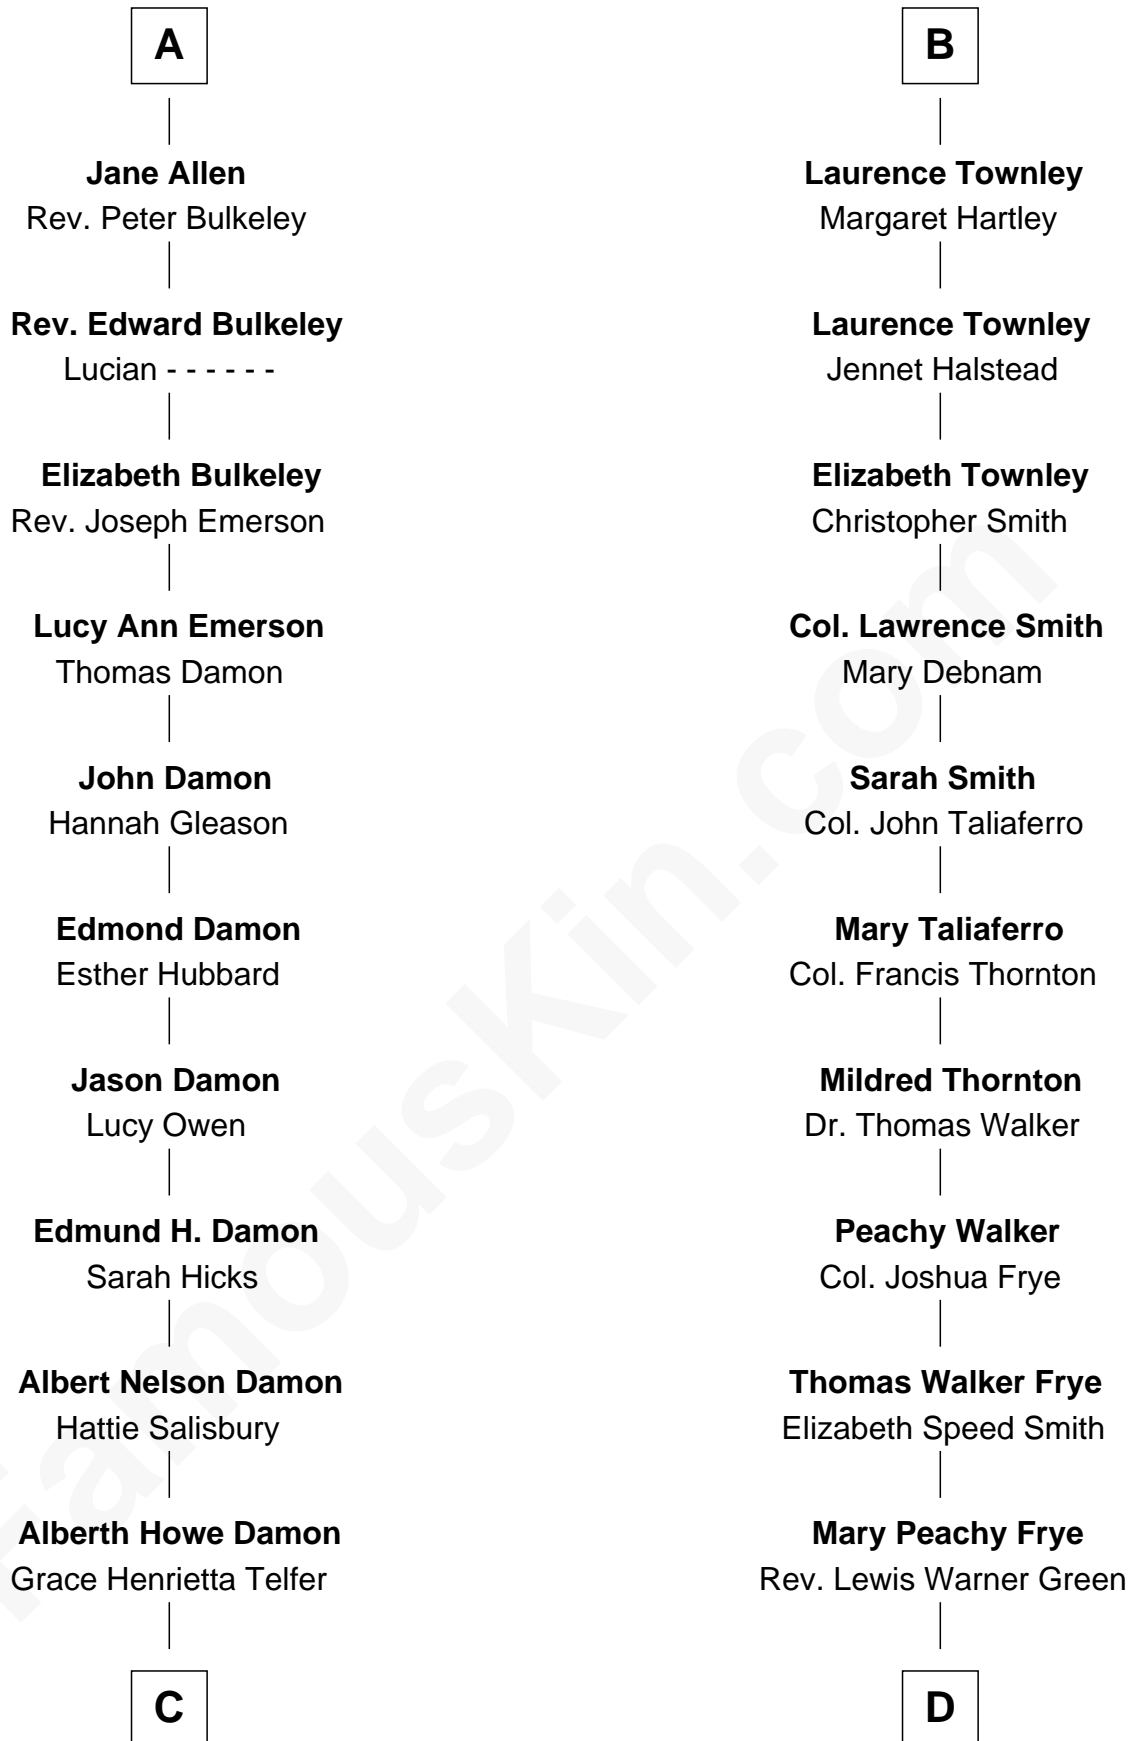 A
Jane Allen
Rev. Peter Bulkeley
Rev. Edward Bulkeley
Lucian - - - - - -
Elizabeth Bulkeley
Rev. Joseph Emerson
Lucy Ann Emerson
Thomas Damon
John Damon
Hannah Gleason
Edmond Damon
Esther Hubbard
Jason Damon
Lucy Owen
Edmund H. Damon
Sarah Hicks
Albert Nelson Damon
Hattie Salisbury
Alberth Howe Damon
Grace Henrietta Telfer
C
B
Laurence Townley
Margaret Hartley
Laurence Townley
Jennet Halstead
Elizabeth Townley
Christopher Smith
Col. Lawrence Smith
Mary Debnam
Sarah Smith
Col. John Taliaferro
Mary Taliaferro
Col. Francis Thornton
Mildred Thornton
Dr. Thomas Walker
Peachy Walker
Col. Joshua Frye
Thomas Walker Frye
Elizabeth Speed Smith
Mary Peachy Frye
Rev. Lewis Warner Green
D
FamousKin.com